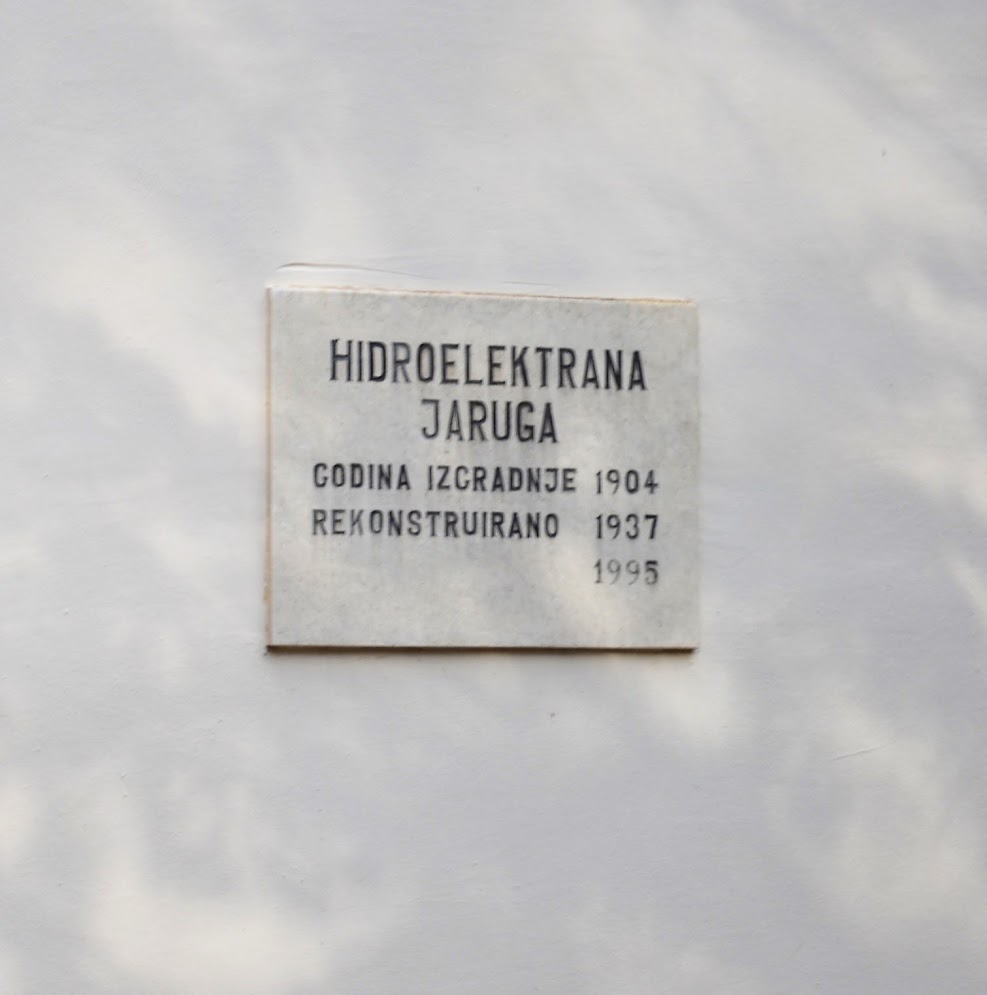 HIDROELEKTRANA
JARUGA
GODINA IZGRADNJE 1904
REKONSTRUIRANO 1937
1995